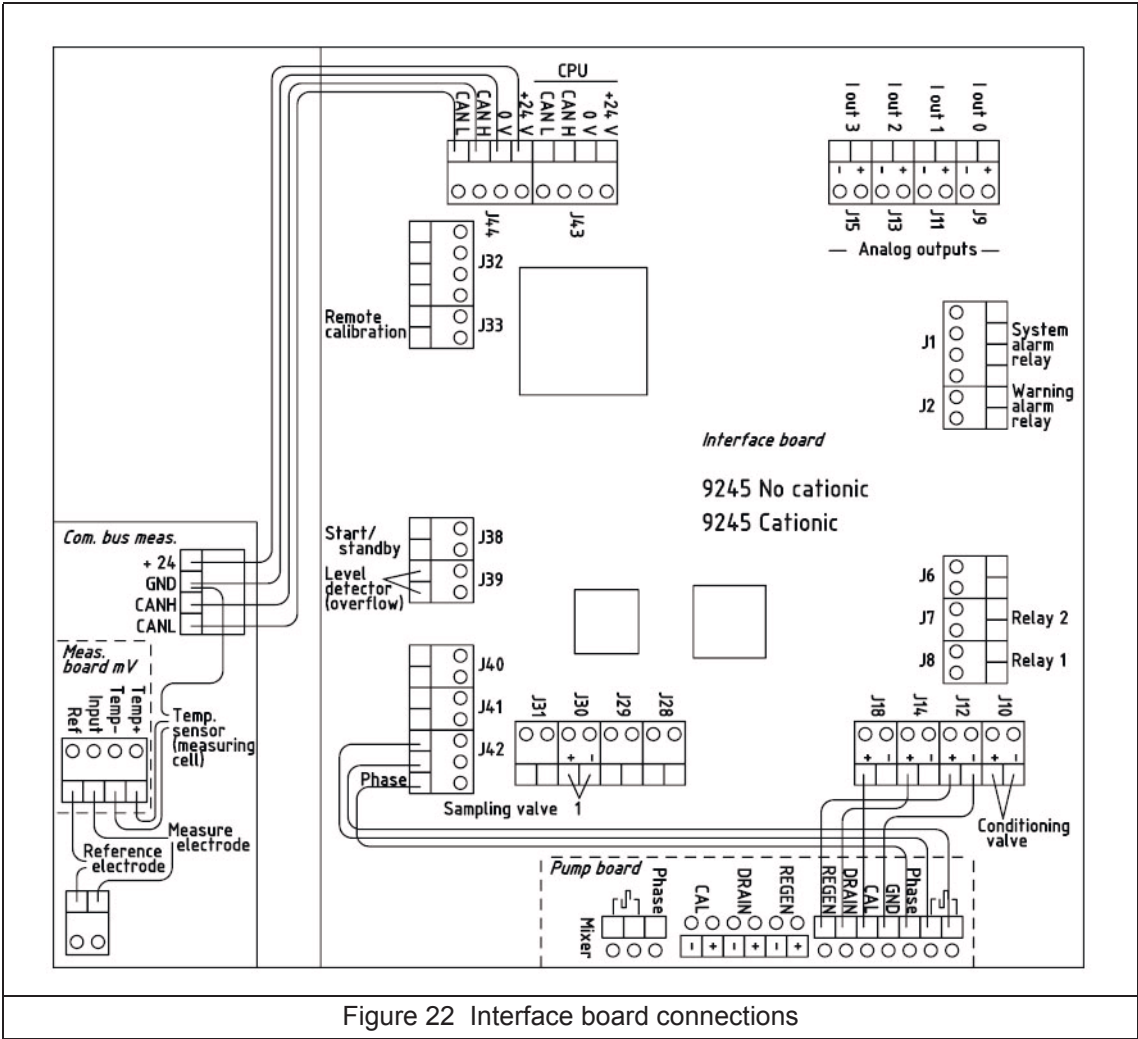 CPU
CAN L
CAN H
0 V
+24 V
CAN L
CAN H
0 V
+24 V
J44
J43
I out 3
I out 2
I out 1
I out 0
- + - + - + - +
J15
J13
J11
J9
— Analog outputs —
J32
J33
Remote
calibration
J1
System
alarm
relay
J2
Warning
alarm
relay
Interface board
9245 No cationic
9245 Cationic
Start/
standby
J38
Level
detector
(overflow)
J39
J6
J7
Relay 2
J8
Relay 1
Com. bus meas.
+ 24
GND
CANH
CANL
Meas.
board mV
Ref
Input
Temp-
Temp+
Temp.
sensor
(measuring
cell)
Measure
electrode
Reference
electrode
J40
J41
J42
Phase
J31
J30
J29
J28
+ -
Sampling valve 1
J18
J14
J12
J10
+ - + - + - + -
Conditioning
valve
Pump board
Mixer
Phase
CAL
DRAIN
REGEN
- + - + - +
REGEN
DRAIN
CAL
GND
Phase
Figure 22 Interface board connections